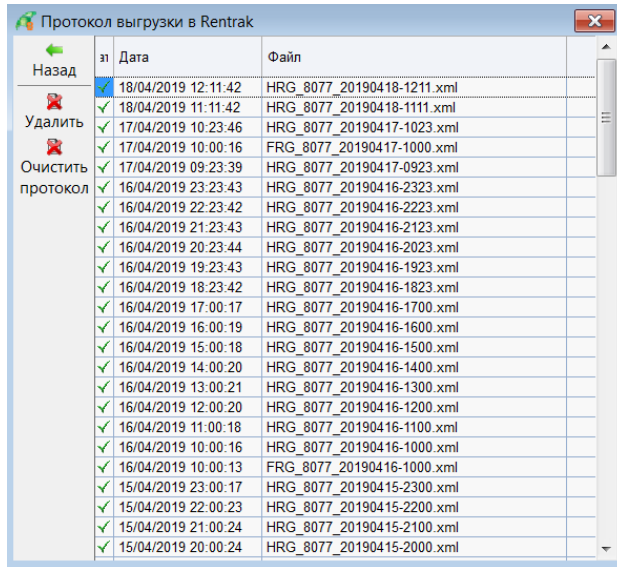 Протокол выгрузки в Rentrak
Назад
Удалить
Очистить
протокол
зп Дата Файл
18/04/2019 12:11:42 HRG_8077_20190418-1211.xml
18/04/2019 11:11:42 HRG_8077_20190418-1111.xml
17/04/2019 10:23:46 HRG_8077_20190417-1023.xml
17/04/2019 10:00:16 FRG_8077_20190417-1000.xml
17/04/2019 09:23:39 HRG_8077_20190417-0923.xml
16/04/2019 23:23:43 HRG_8077_20190416-2323.xml
16/04/2019 22:23:42 HRG_8077_20190416-2223.xml
16/04/2019 21:23:43 HRG_8077_20190416-2123.xml
16/04/2019 20:23:44 HRG_8077_20190416-2023.xml
16/04/2019 19:23:43 HRG_8077_20190416-1923.xml
16/04/2019 18:23:42 HRG_8077_20190416-1823.xml
16/04/2019 17:00:17 HRG_8077_20190416-1700.xml
16/04/2019 16:00:19 HRG_8077_20190416-1600.xml
16/04/2019 15:00:18 HRG_8077_20190416-1500.xml
16/04/2019 14:00:20 HRG_8077_20190416-1400.xml
16/04/2019 13:00:21 HRG_8077_20190416-1300.xml
16/04/2019 12:00:20 HRG_8077_20190416-1200.xml
16/04/2019 11:00:18 HRG_8077_20190416-1100.xml
16/04/2019 10:00:16 HRG_8077_20190416-1000.xml
16/04/2019 10:00:13 FRG_8077_20190416-1000.xml
15/04/2019 23:00:17 HRG_8077_20190415-2300.xml
15/04/2019 22:00:23 HRG_8077_20190415-2200.xml
15/04/2019 21:00:24 HRG_8077_20190415-2100.xml
15/04/2019 20:00:24 HRG_8077_20190415-2000.xml